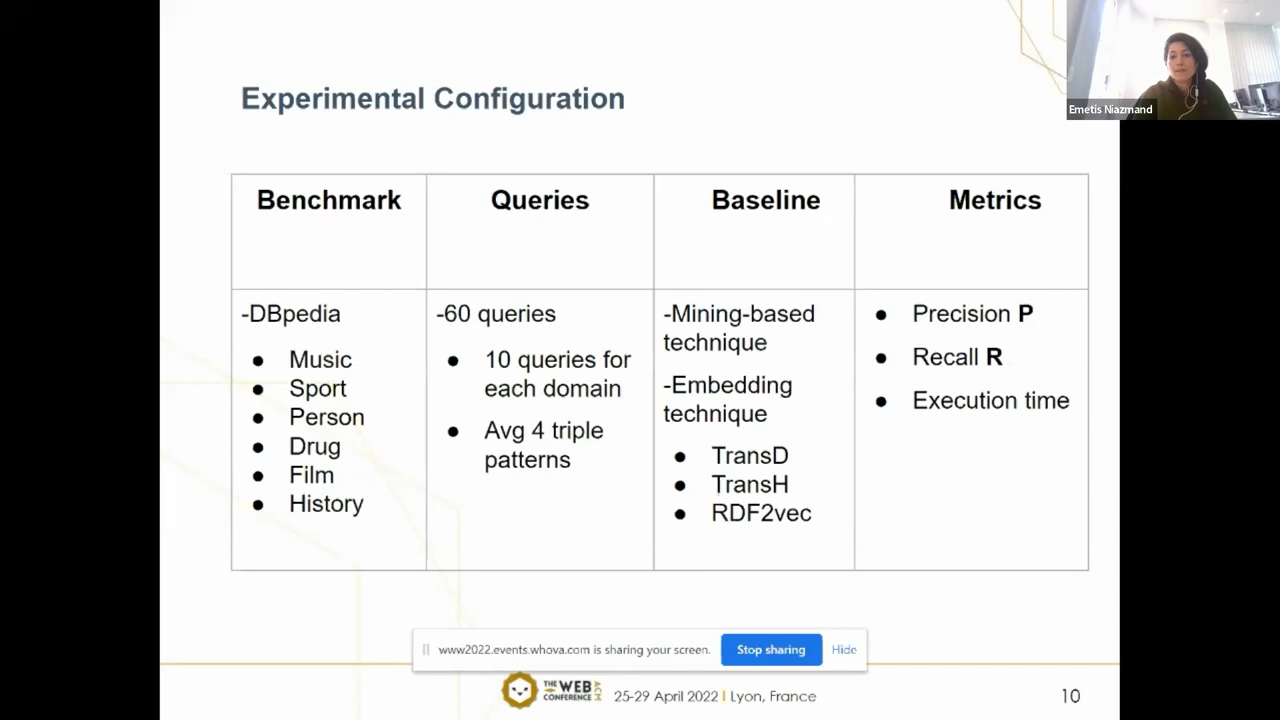 Experimental Configuration
Emetis Niazmand
Benchmark
Queries
Baseline
Metrics
-DBpedia
● Music
● Sport
● Person
● Drug
● Film
● History
-60 queries
● 10 queries for
each domain
● Avg 4 triple
patterns
-Mining-based
technique
-Embedding
technique
● TransD
● TransH
● RDF2vec
● Precision P
● Recall R
● Execution time
www2022.events.whova.com is sharing your screen.
Stop sharing
Hide
THE WEB CONFERENCE ACM
25-29 April 2022 I Lyon, France
10